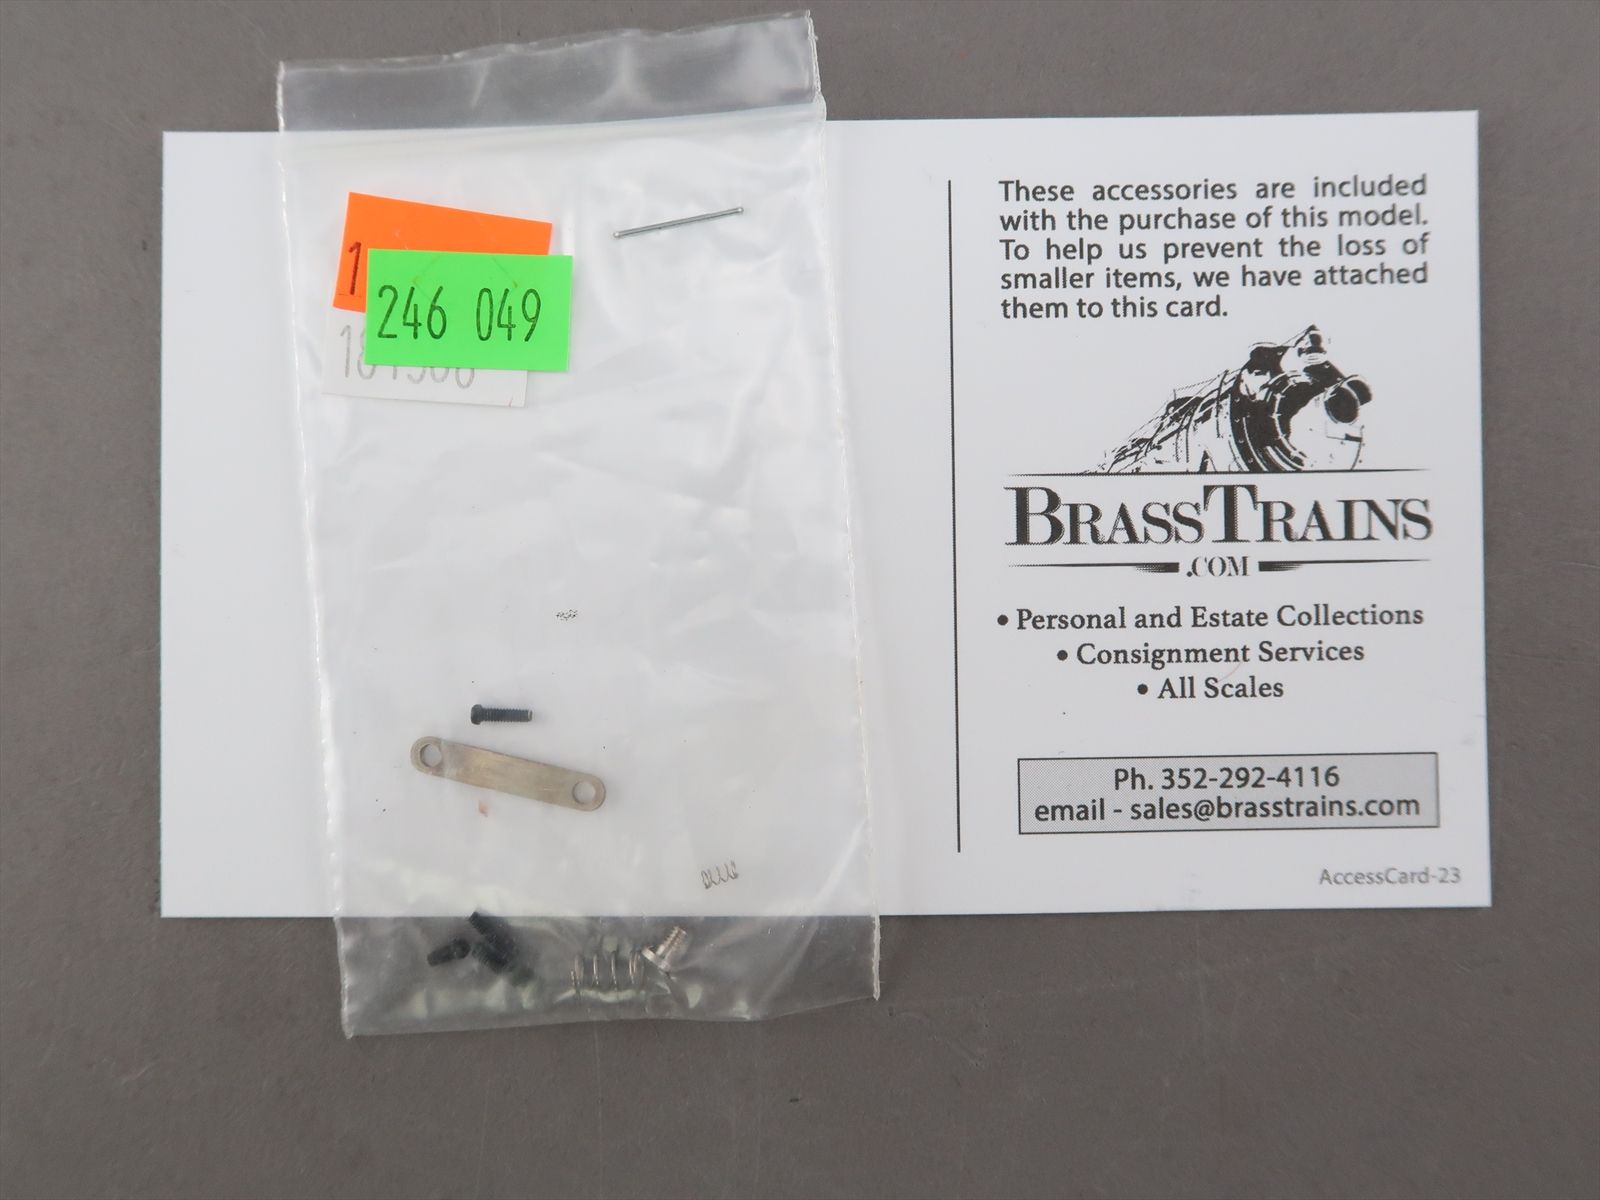 246 049
These accessories are included
with the purchase of this model.
To help us prevent the loss of
smaller items, we have attached
them to this card.
BRASSTRAINS
.COM
• Personal and Estate Collections
• Consignment Services
• All Scales
Ph. 352-292-4116
email - sales@brasstrains.com
AccessCard-23